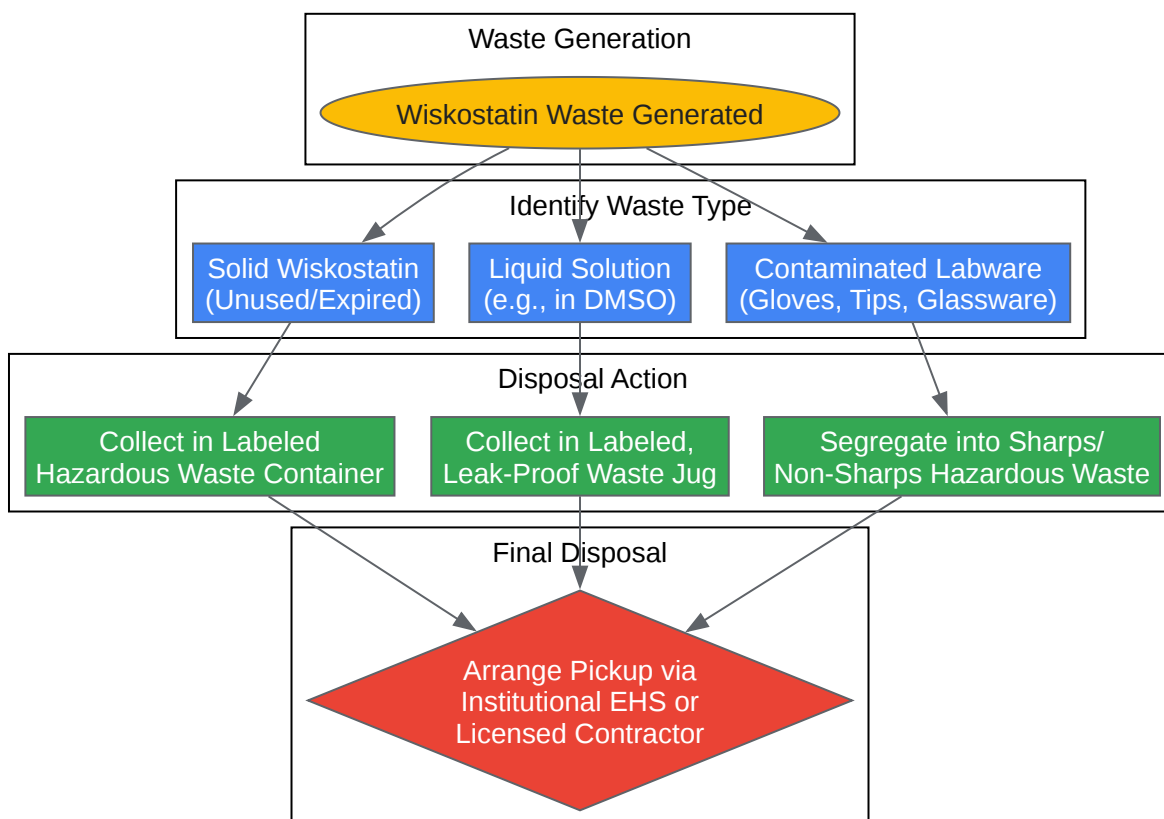 Waste Generation
Wiskostatin Waste Generated
Identify Waste Type
Solid Wiskostatin
(Unused/Expired)
Liquid Solution
(e.g., in DMSO)
Contaminated Labware
(Gloves, Tips, Glassware)
Disposal Action
Collect in Labeled
Hazardous Waste Container
Collect in Labeled,
Leak-Proof Waste Jug
Segregate into Sharps/
Non-Sharps Hazardous Waste
Final Disposal
Arrange Pickup via
Institutional EHS or
Licensed Contractor